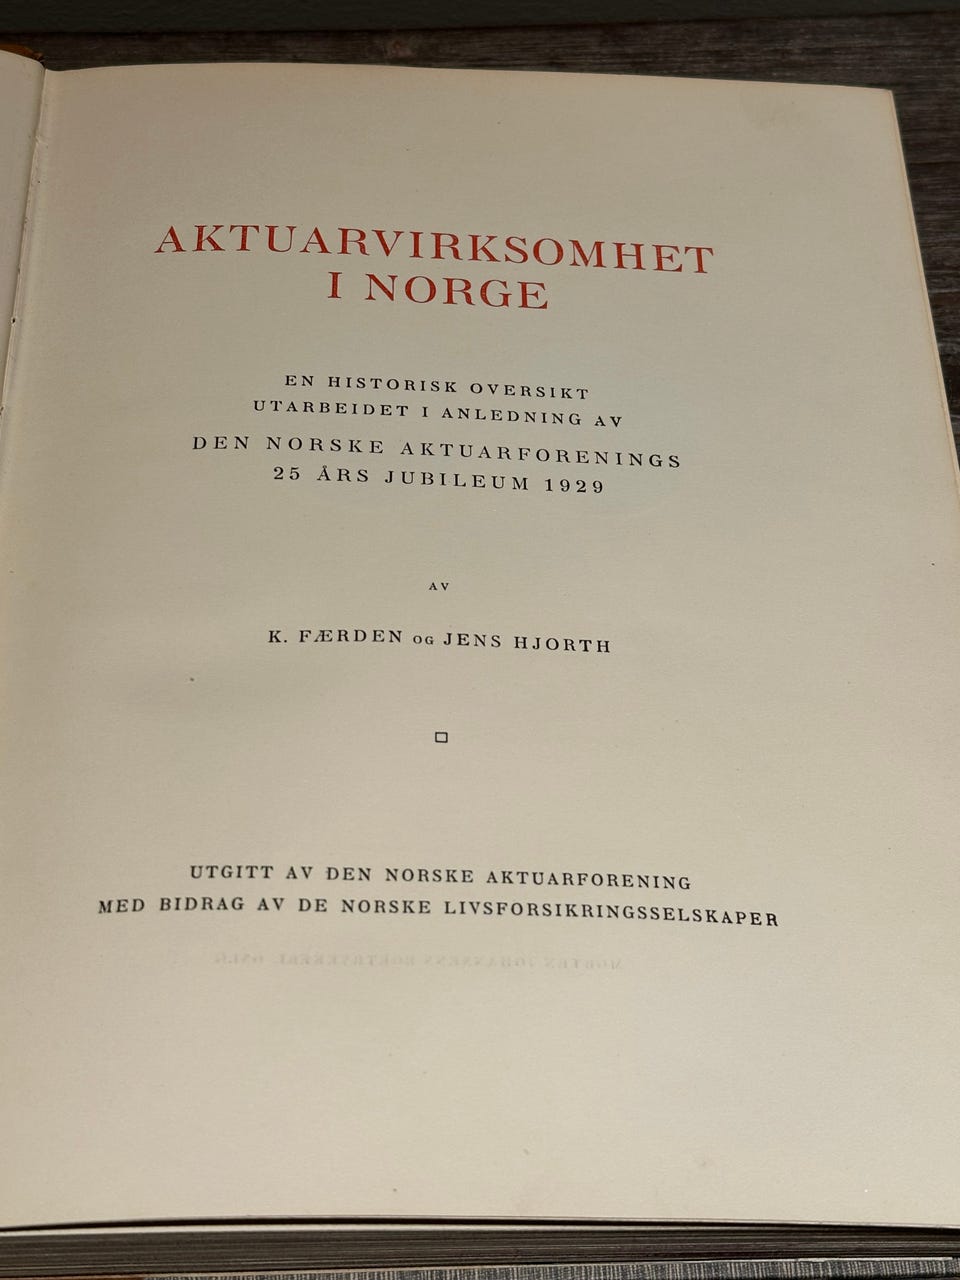 AKTUARVIRKSOMHET
I NORGE
EN HISTORISK OVERSIKT
UTARBEIDET I ANLEDNING AV
DEN NORSKE AKTUARFORENINGS
25 ÅRS JUBILEUM 1929
AV
K. FÆRDEN OG JENS HJORTH
UTGITT AV DEN NORSKE AKTUARFORENING
MED BIDRAG AV DE NORSKE LIVSFORSIKRINGSSELSKAPER